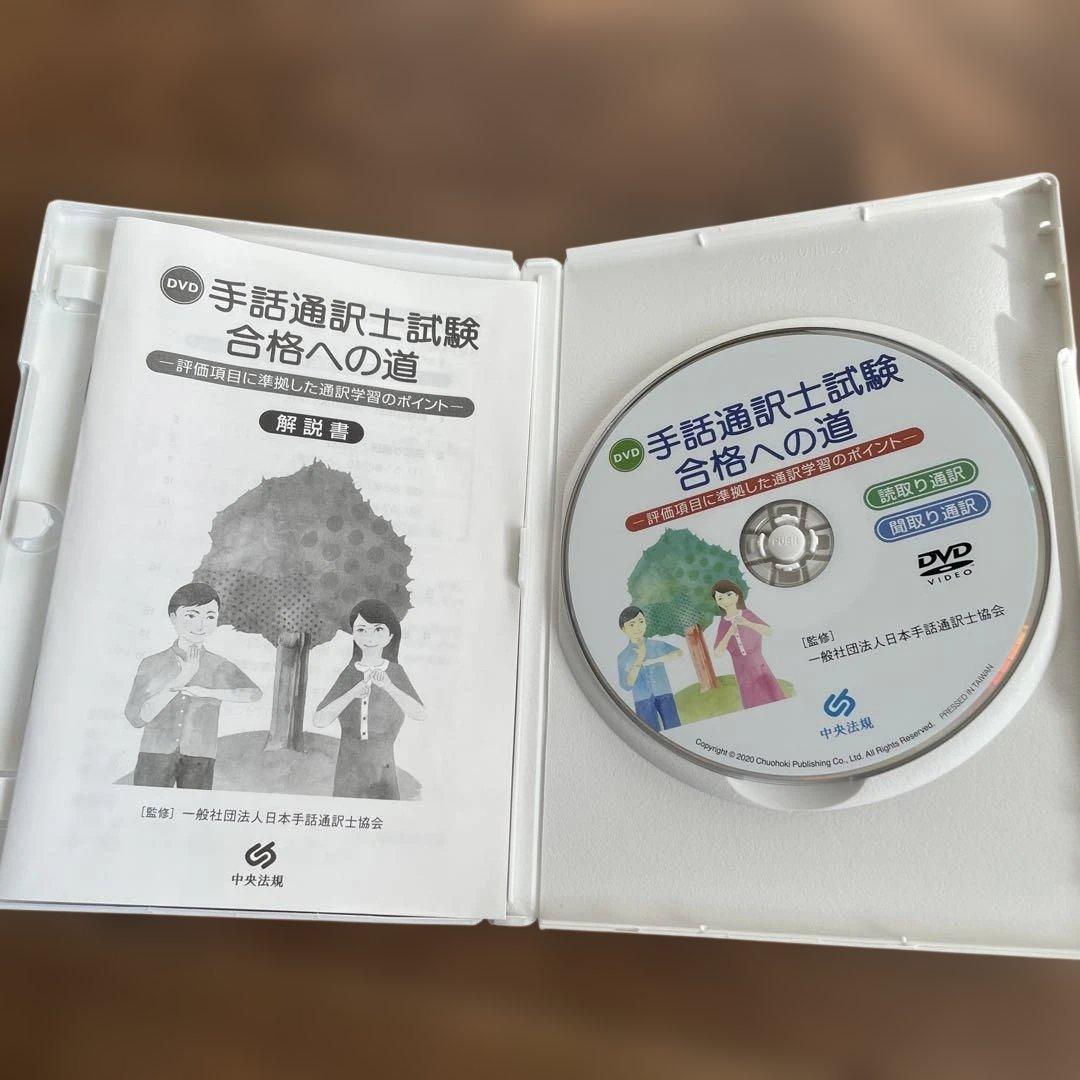 DVD
手話通訳士試験
合格への道
ー評価項目に準拠した通訳学習のポイントー
解説書
[監修] 一般社団法人日本手話通訳士協会
中央法規
DVD
手話通訳士試験
合格への道
ー評価項目に準拠した通訳学習のポイントー
読取り通訳
聞取り通訳
PUSH
DVD
VIDEO
[監修]
一般社団法人日本手話通訳士協会
中央法規
Copyright © 2020 Chuohoki Publishing Co., Ltd. All Rights Reserved. PRESSED IN TAIWAN